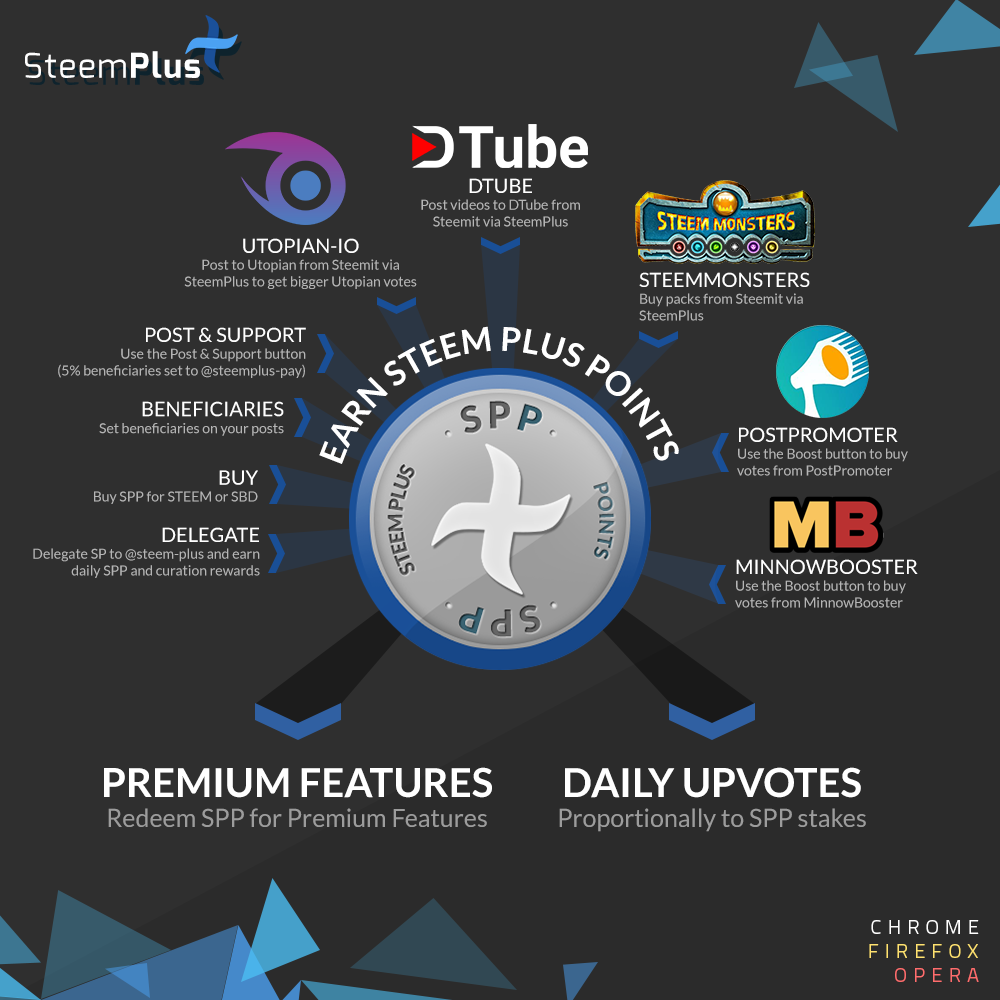 SteemPlus
DTube
DTUBE
Post videos to DTube from
Steemit via SteemPlus
UTOPIAN-IO
Post to Utopian from Steemit via
SteemPlus to get bigger Utopian votes
STEEM MONSTERS
STEEMMONSTERS
Buy packs from Steemit via
SteemPlus
POST & SUPPORT
Use the Post & Support button
(5% beneficiaries set to @steemplus-pay)
BENEFICIARIES
Set beneficiaries on your posts
BUY
Buy SPP for STEEM or SBD
DELEGATE
Delegate SP to @steem-plus and earn
daily SPP and curation rewards
EARN STEEM PLUS POINTS
SPP
STEEM PLUS
POINTS
SPP
POSTPROMOTER
Use the Boost button to buy
votes from PostPromoter
MB
MINNOWBOOSTER
Use the Boost button to buy
votes from MinnowBooster
PREMIUM FEATURES
Redeem SPP for Premium Features
DAILY UPVOTES
Proportionally to SPP stakes
CHROME
FIREFOX
OPERA